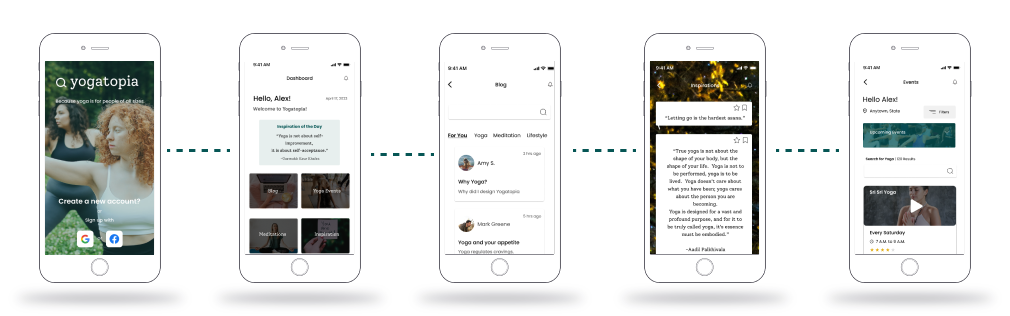 yogatopia
Because yoga is for people of all sizes
Create a new account?
Sign up with
9:41 AM
Dashboard
Hello, Alex!
April 17, 2023
Welcome to Yogatopia!
Inspiration of the Day
"Yoga is not about self-
improvement,
it is about self-acceptance."
Blog
Yoga Events
Meditations
Inspiration
9:41 AM
Blog
For You Yoga Meditation Lifestyle
2 hrs ago
Amy S.
Why Yoga?
Why did I design Yogatopia
5 hrs ago
Mark Greene
Yoga and your appetite
Yoga regulates cravings.
9:41 AM
Inspirations
"Letting go is the hardest asana."
"True yoga is not about the
shape of your body, but the
shape of your life. Yoga is not to
be performed, yoga is to be
lived. Yoga doesn't care about
what you have been; yoga cares
about the person you are
becoming.
Yoga is designed for a vast and
profound purpose, and for it to
be truly called yoga, it's essence
must be embodied."
-Aadil Palkhivala
9:41 AM
Events
Hello Alex!
Anytown, State
Filters
Upcoming Events
Search for Yoga
Results
Sri Sri Yoga
Every Saturday
7 A.M. to 8 A.M.